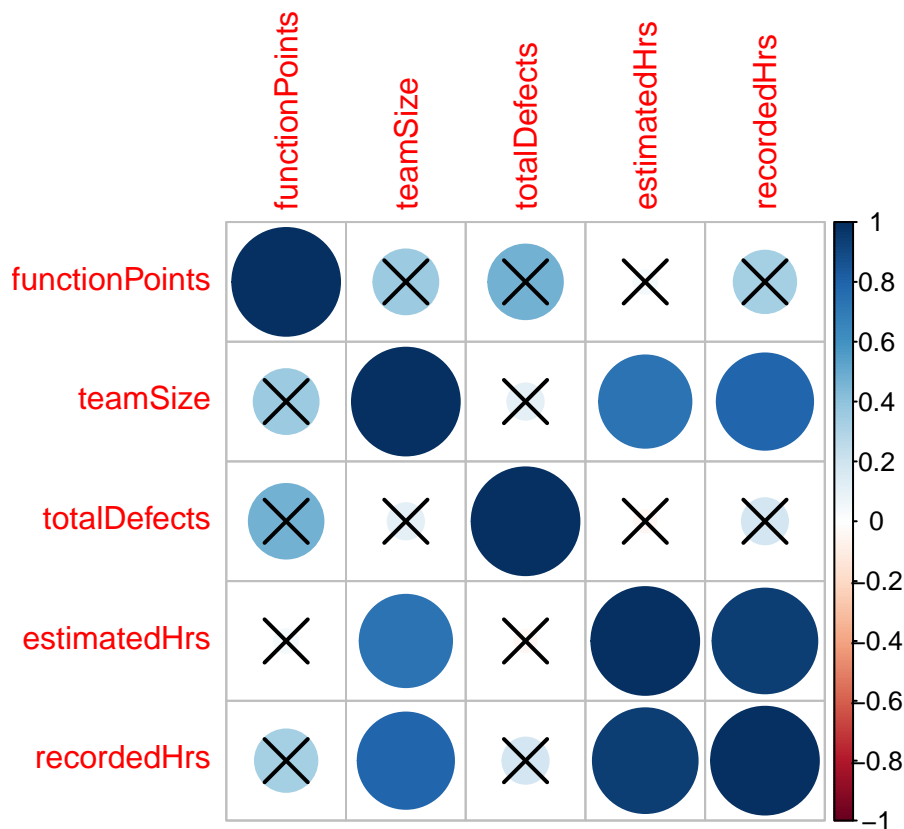 functionPoints
teamSize
totalDefects
estimatedHrs
recordedHrs
functionPoints
teamSize
totalDefects
estimatedHrs
recordedHrs
1
0.8
0.6
0.4
0.2
0
−0.2
−0.4
−0.6
−0.8
−1